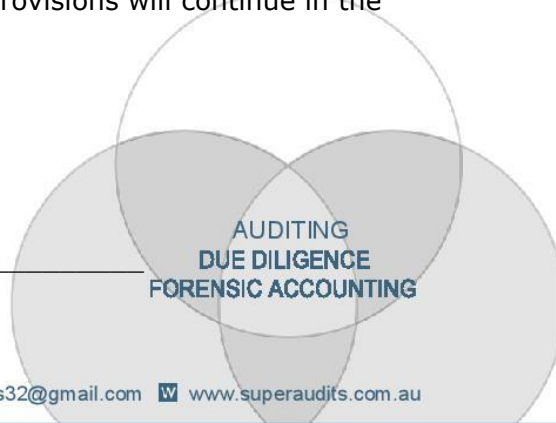 rovisions will continue in the
AUDITING
DUE DILIGENCE
FORENSIC ACCOUNTING
s32@gmail.com W www.superaudits.com.au